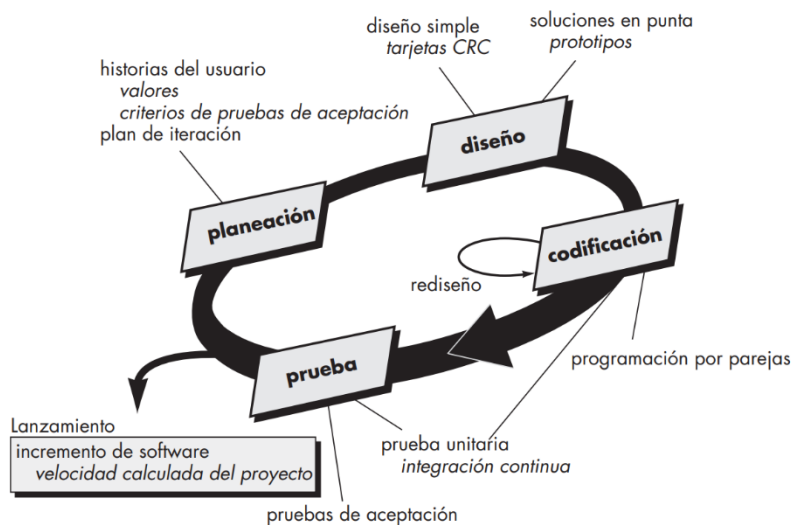 diseño simple
tarjetas CRC
soluciones en punta
prototipos
historias del usuario
valores
criterios de pruebas de aceptación
plan de iteración
diseño
planeación
codificación
rediseño
prueba
programación por parejas
Lanzamiento
incremento de software
velocidad calculada del proyecto
prueba unitaria
integración continua
pruebas de aceptación